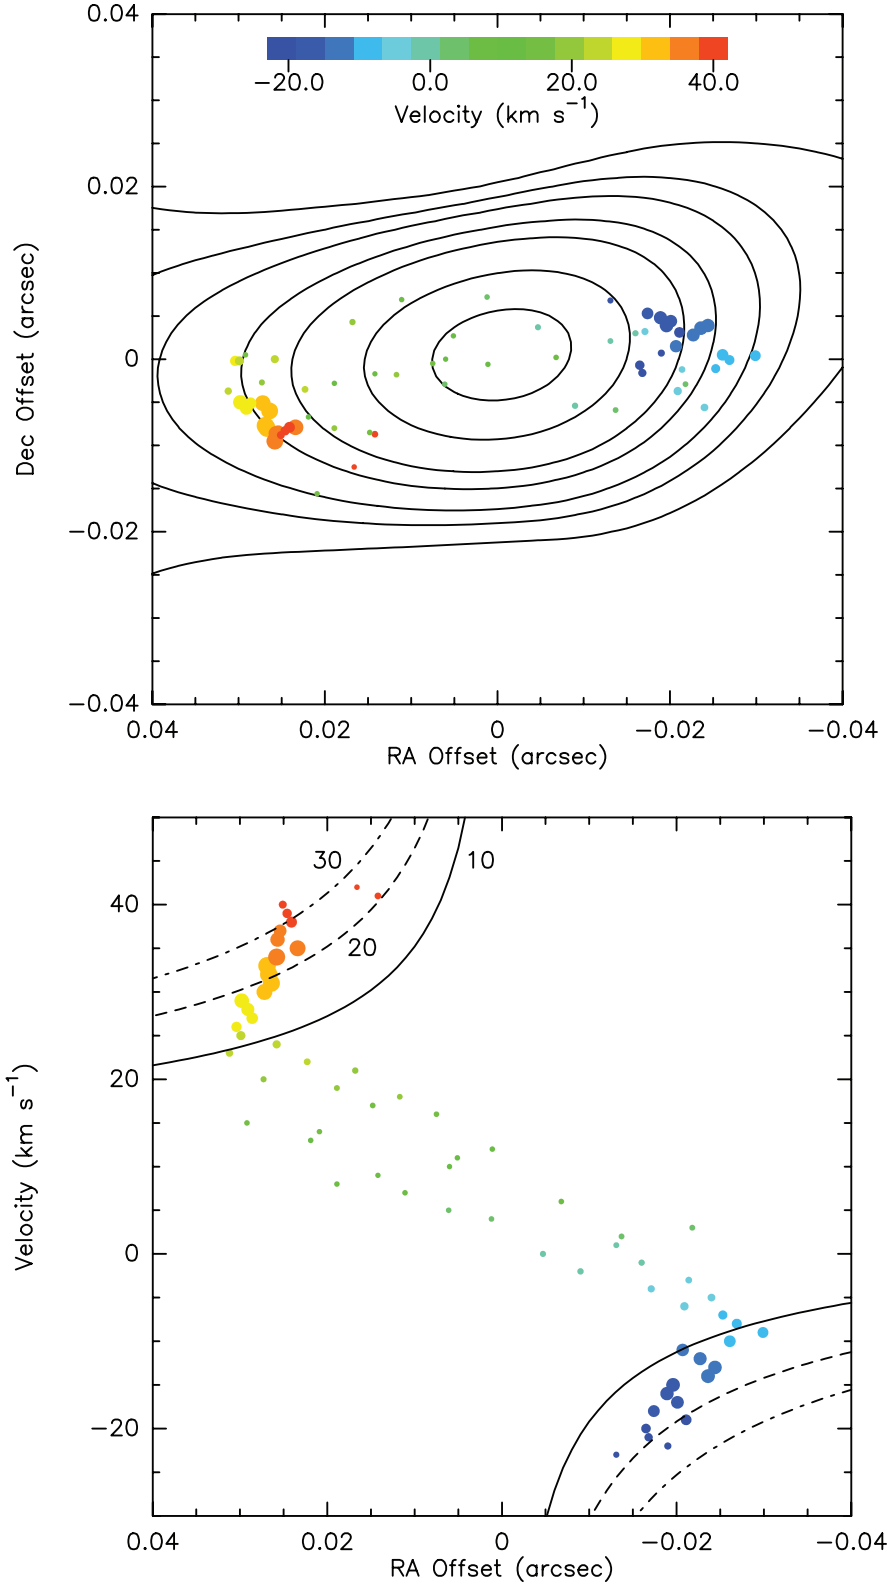 0.04
−20.0 0.0 20.0 40.0
Velocity (km s−1)
0.02
0
−0.02
−0.04
Dec Offset (arcsec)
0.04 0.02 0 −0.02 −0.04
RA Offset (arcsec)
30 10
20
40
20
0
−20
Velocity (km s−1)
0.04 0.02 0 −0.02 −0.04
RA Offset (arcsec)